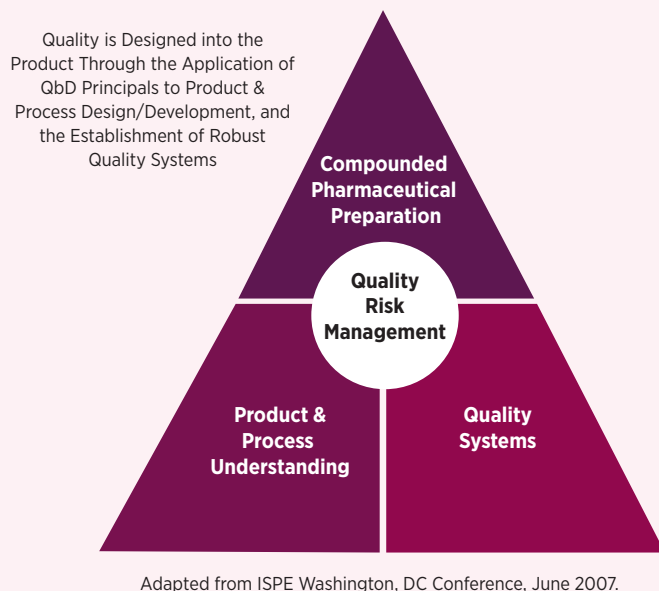 Quality is Designed into the
Product Through the Application of
QbD Principals to Product &
Process Design/Development, and
the Establishment of Robust
Quality Systems
Compounded
Pharmaceutical
Preparation
Quality
Risk
Management
Product &
Process
Understanding
Quality
Systems
Adapted from ISPE Washington, DC Conference, June 2007.